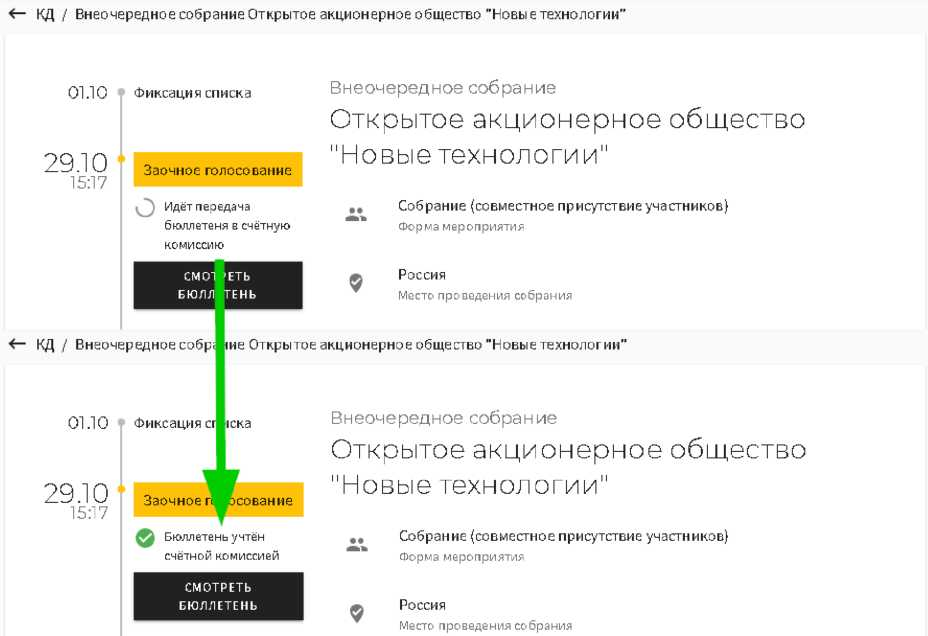 ← КД / Внеочередное собрание Открытое акционерное общество "Новые технологии"
01.10 Фиксация списка
Внеочередное собрание
Открытое акционерное общество
"Новые технологии"
29.10
15:17
Заочное голосование
Идёт передача
бюллетеня в счётную
комиссию
СМОТРЕТЬ
БЮЛЛЕТЕНЬ
Собрание (совместное присутствие участников)
Форма мероприятия
Россия
Место проведения собрания
← КД / Внеочередное собрание Открытое акционерное общество "Новые технологии"
01.10 Фиксация списка
Внеочередное собрание
Открытое акционерное общество
"Новые технологии"
29.10
15:17
Заочное голосование
Бюллетень учтён
счётной комиссией
СМОТРЕТЬ
БЮЛЛЕТЕНЬ
Собрание (совместное присутствие участников)
Форма мероприятия
Россия
Место проведения собрания